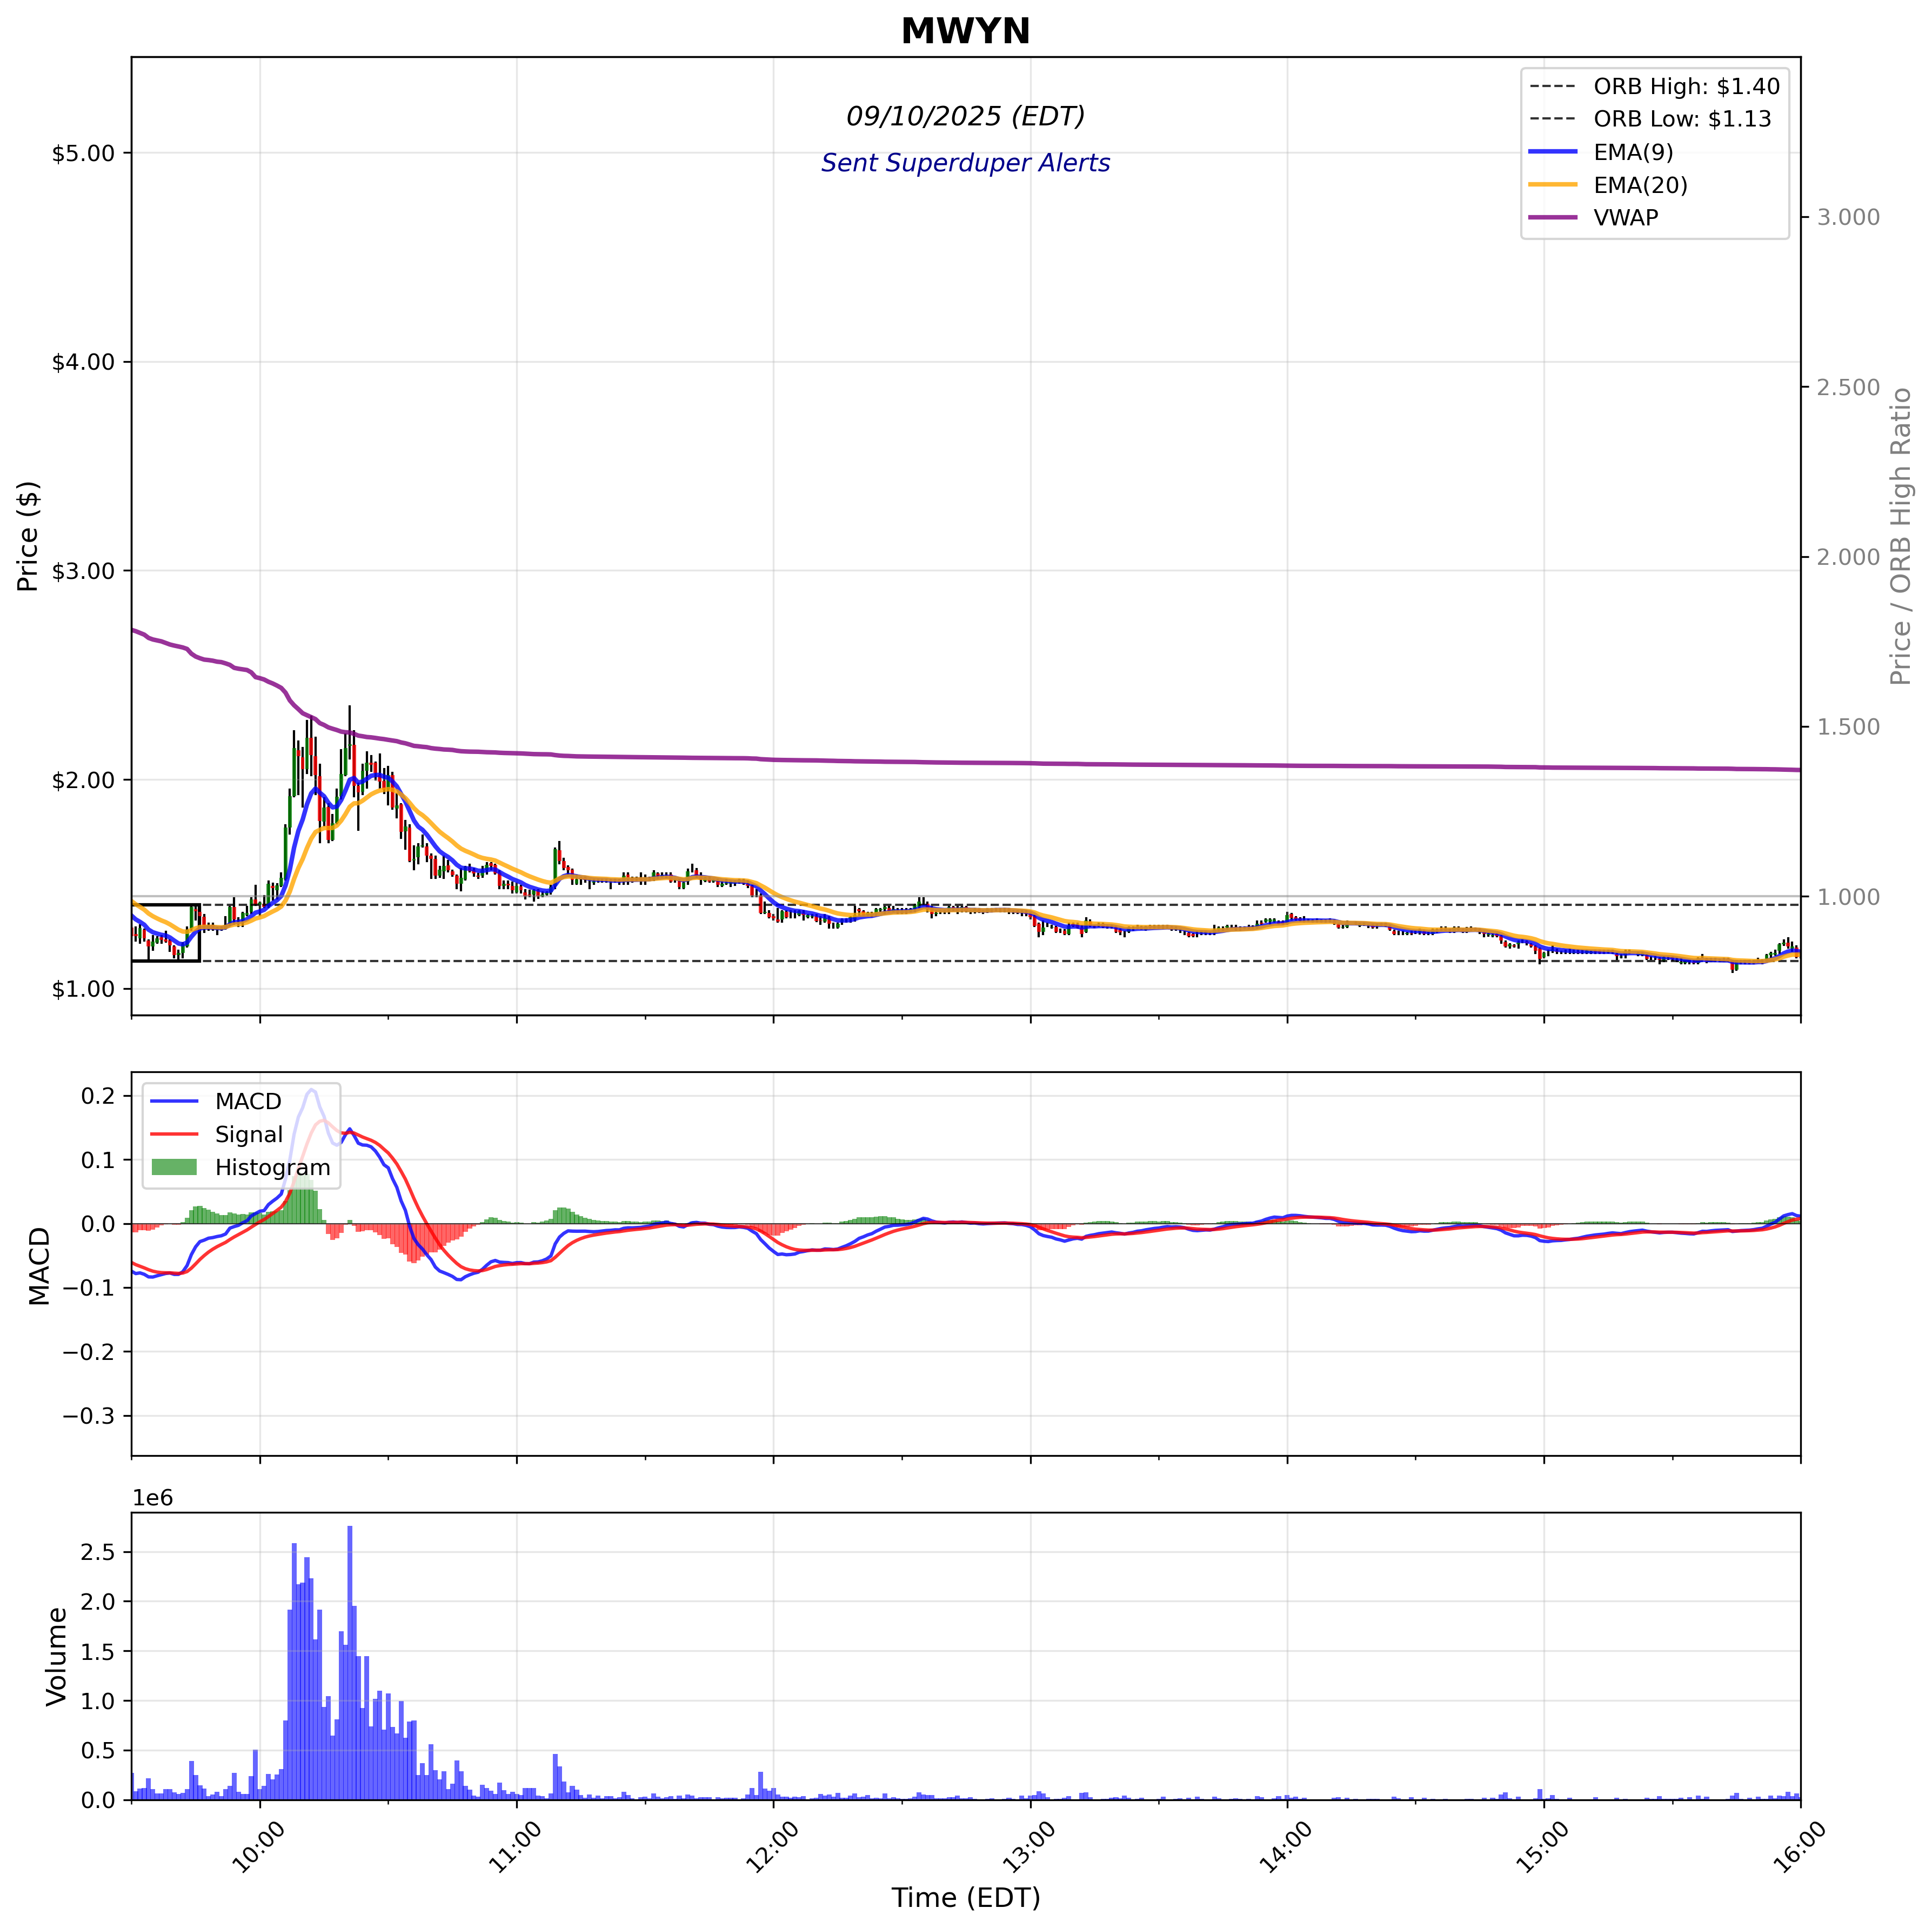 MWYN
09/10/2025 (EDT)
Sent Superduper Alerts
ORB High: $1.40
ORB Low: $1.13
EMA(9)
EMA(20)
VWAP
$5.00
$4.00
$3.00
$2.00
$1.00
Price ($)
3.000
2.500
2.000
1.500
1.000
Price / ORB High Ratio
MACD
Signal
Histogram
0.2
0.1
0.0
−0.1
−0.2
−0.3
MACD
1e6
2.5
2.0
1.5
1.0
0.5
0.0
Volume
10:00
11:00
12:00
13:00
14:00
15:00
16:00
Time (EDT)